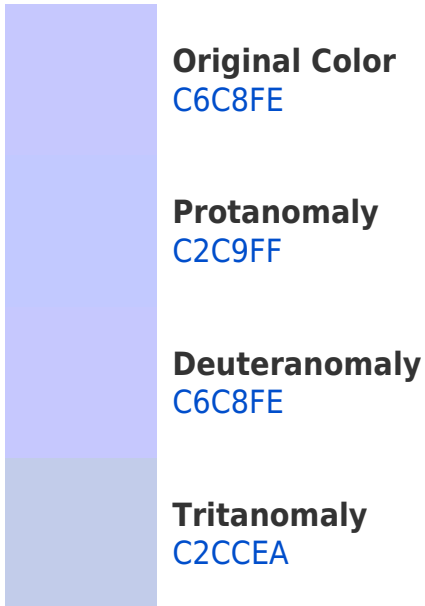 Original Color
C6C8FE
Protanomaly
C2C9FF
Deuteranomaly
C6C8FE
Tritanomaly
C2CCEA